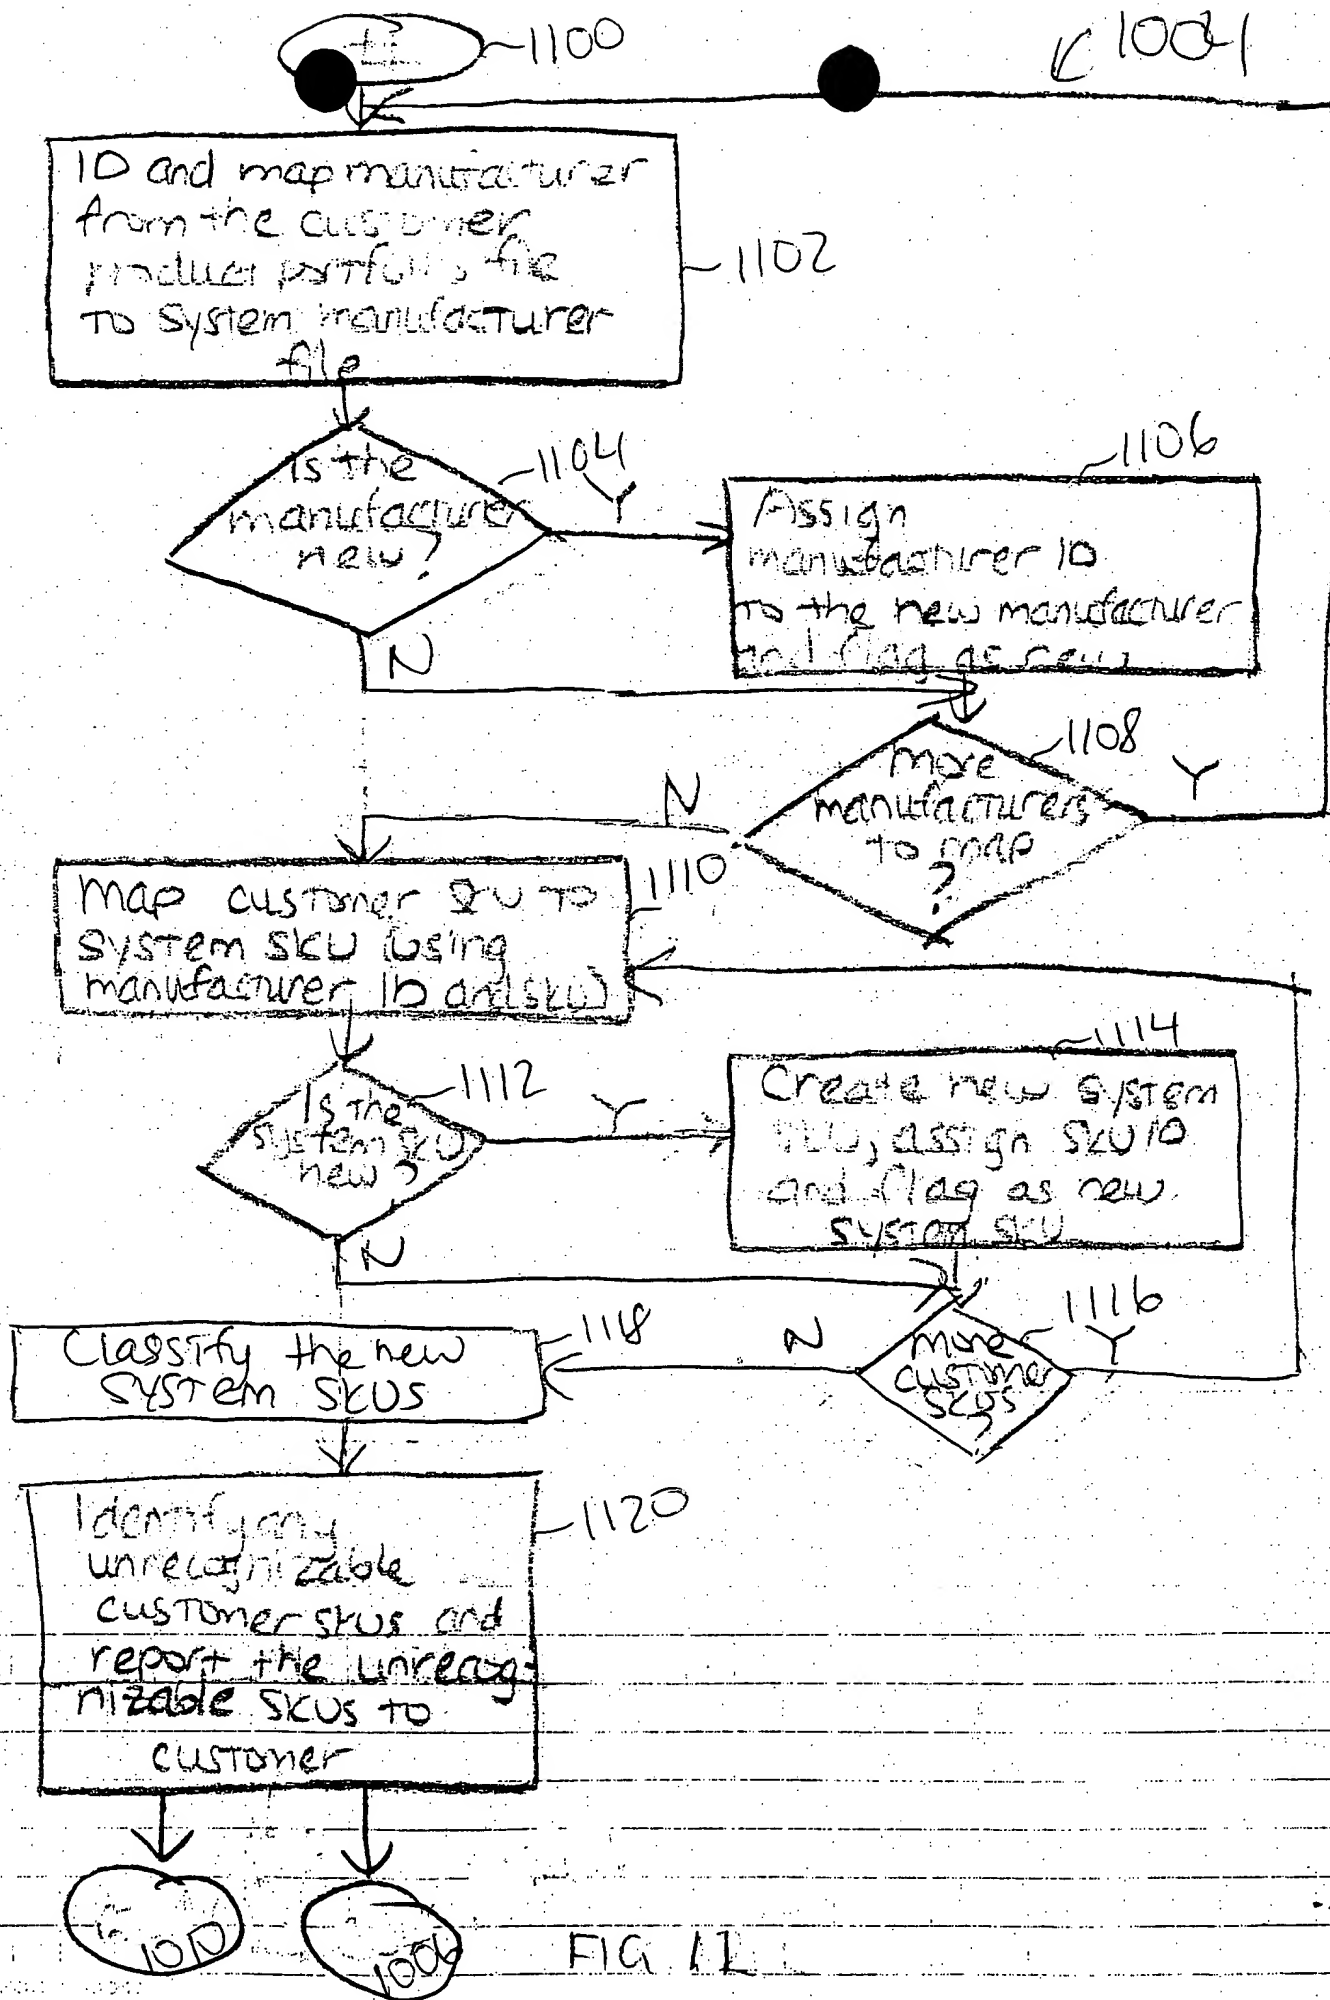 1100
1004
ID and map manufacturer
from the customer
product portfolio file
to system manufacturer
file
1102
Is the
manufacturer
new?
1104
Y
N
1106
Assign
manufacturer ID
to the new manufacturer
and flag as new
1108
more
manufacturers
to map
?
Y
N
1110
Map customer SKU to
system SKU (using
manufacturer ID and SKU)
1112
Is the
system SKU
new?
Y
N
1114
Create new system
SKU, assign SKU ID
and flag as new
system SKU
1116
more
customer
SKUs
?
Y
N
1118
Classify the new
system SKUs
1120
Identify any
unrecognizable
customer SKUs and
report the unrecog-
nizable SKUs to
customer
1010
1006
FIG 11